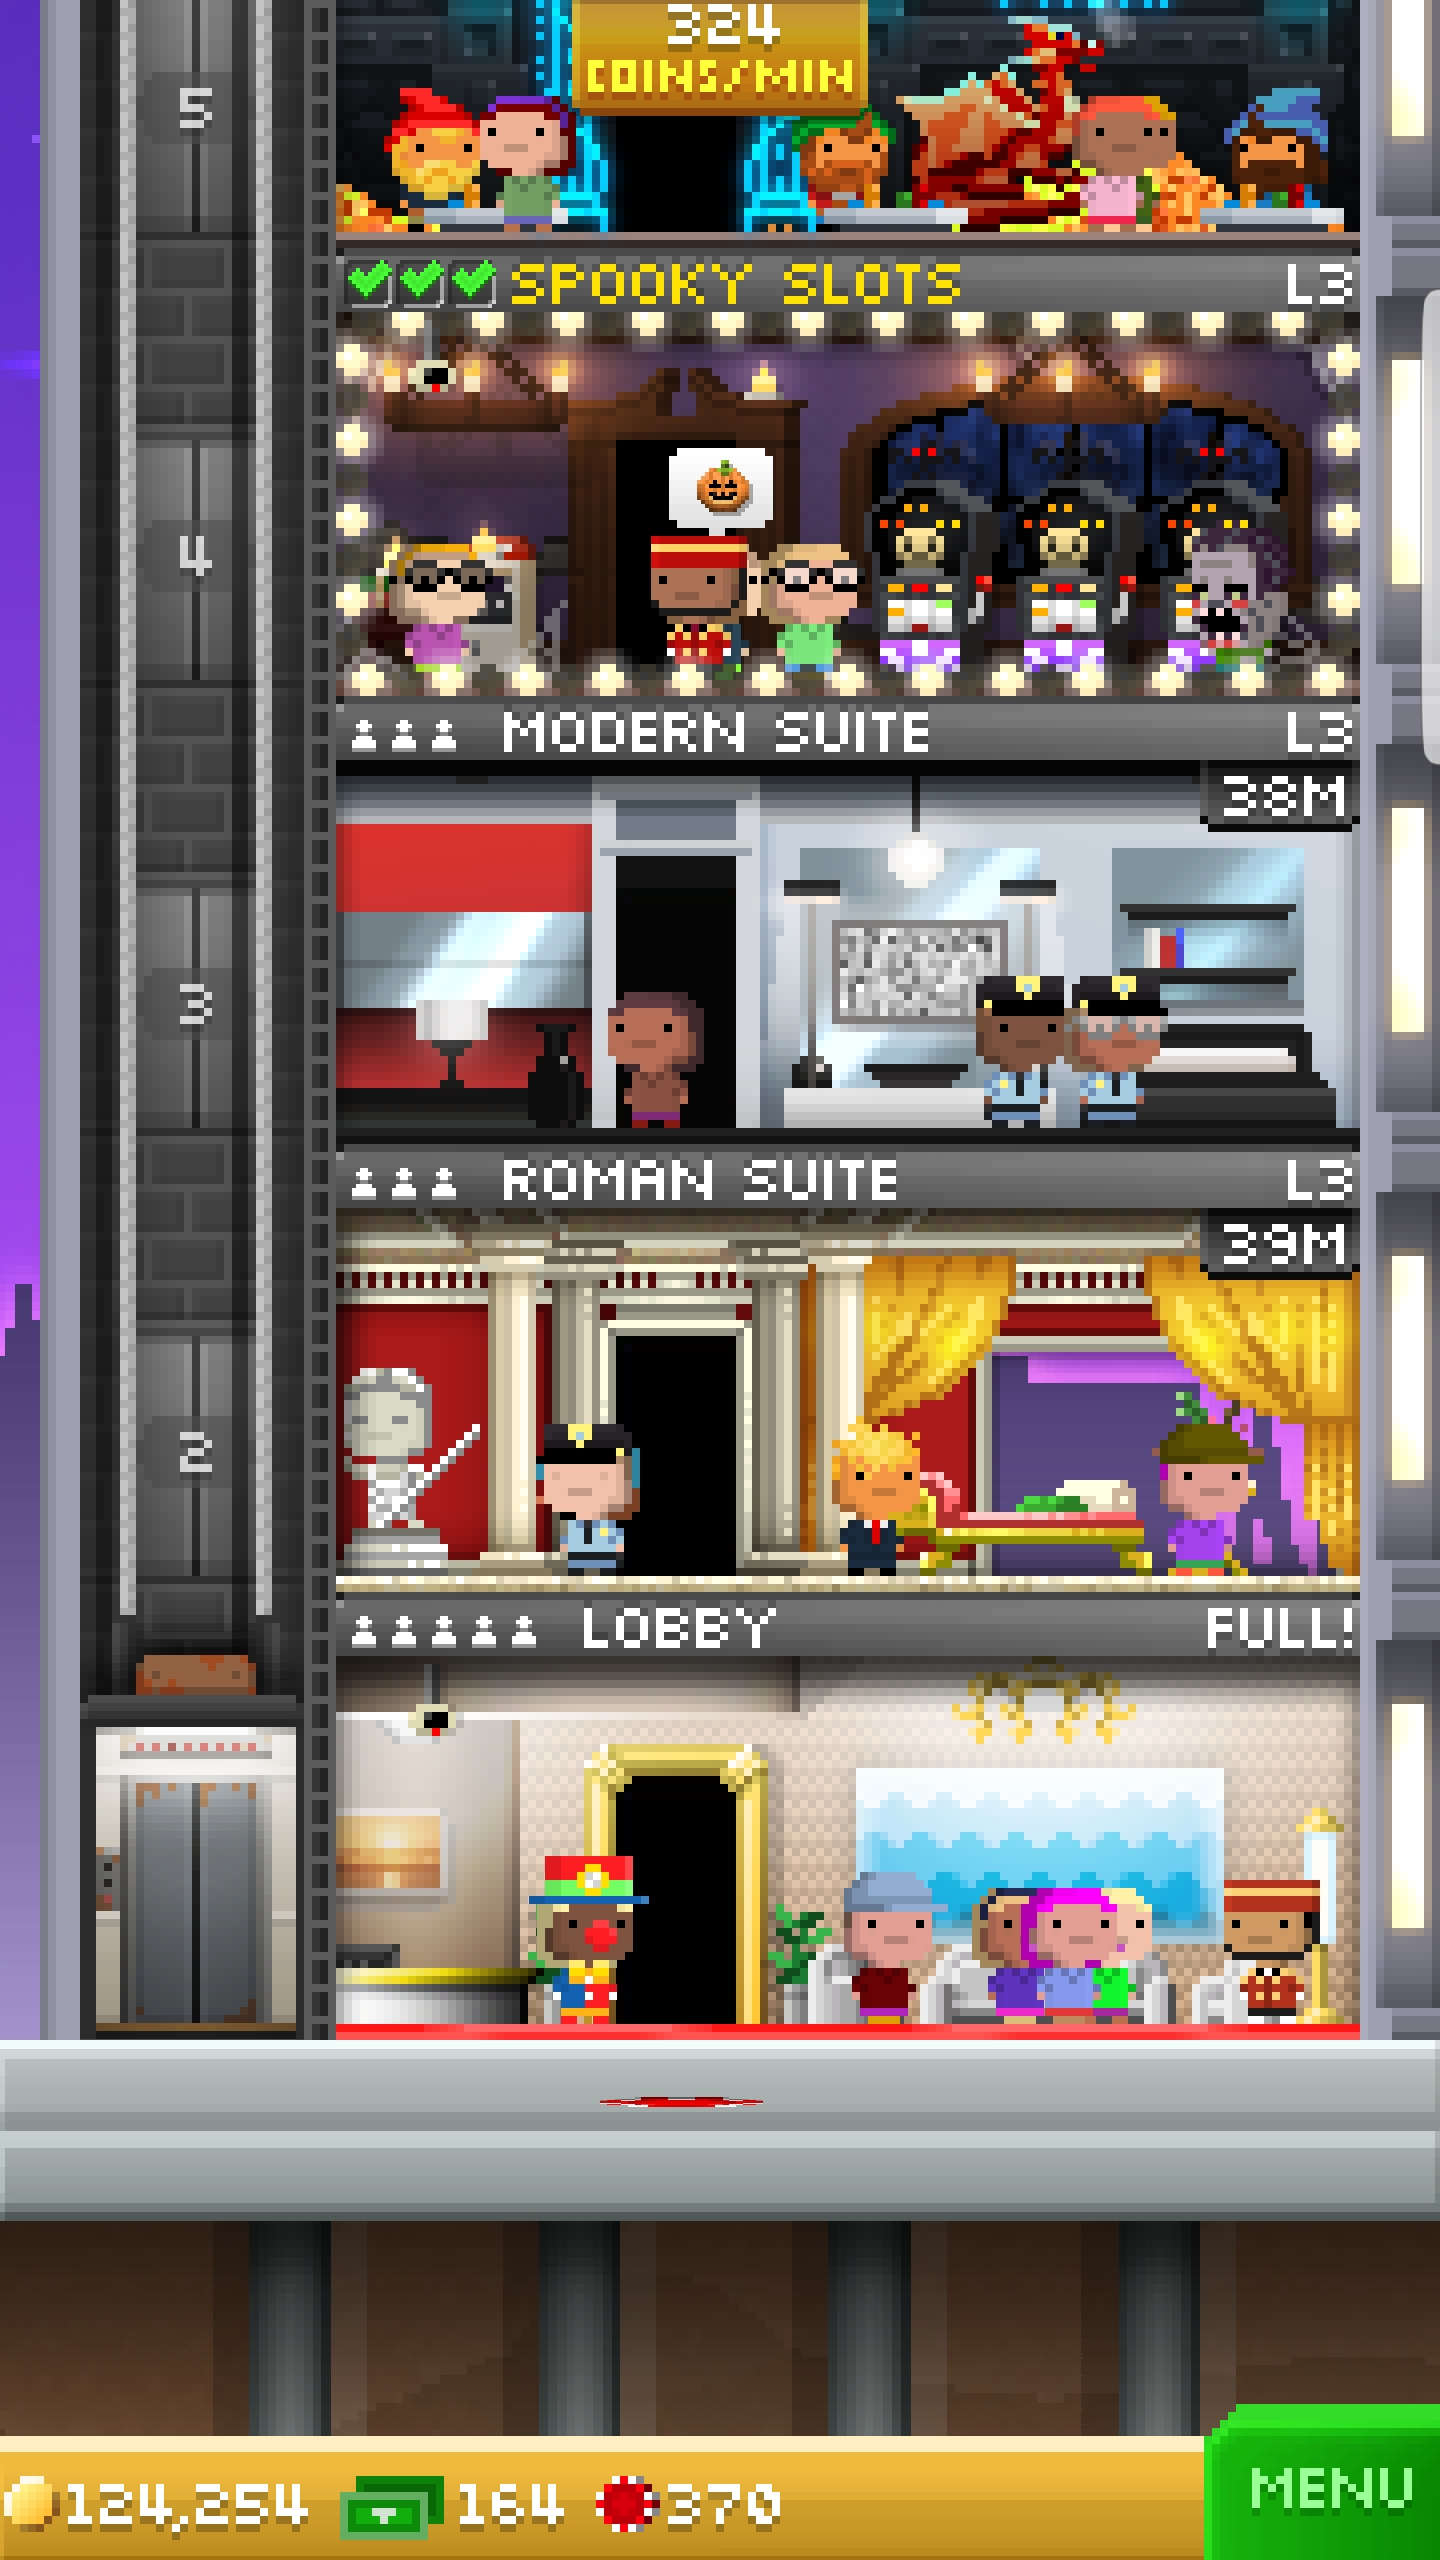 324
COINS/MIN
5
SPOOKY SLOTS L3
4
MODERN SUITE L3
38M
3
ROMAN SUITE L3
39M
2
LOBBY FULL!
124,254 164 370
MENU